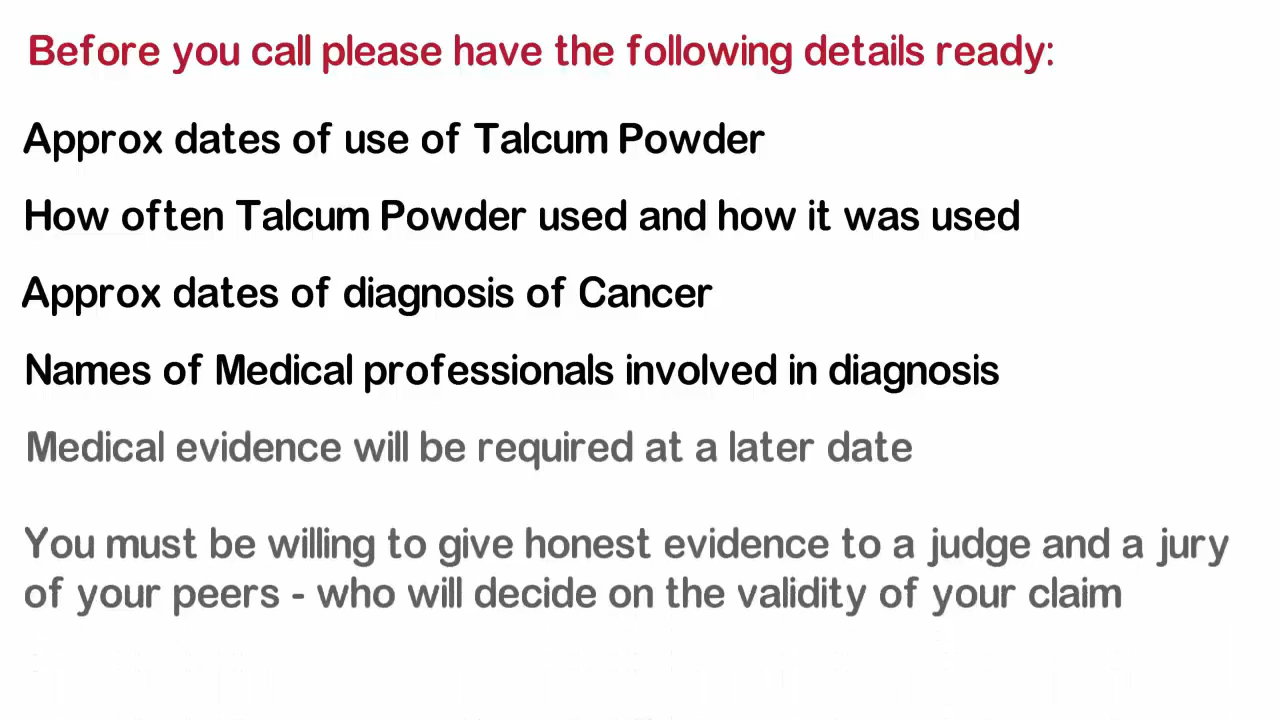 Before you call please have the following details ready:
Approx dates of use of Talcum Powder
How often Talcum Powder used and how it was used
Approx dates of diagnosis of Cancer
Names of Medical professionals involved in diagnosis
Medical evidence will be required at a later date
You must be willing to give honest evidence to a judge and a jury
of your peers - who will decide on the validity of your claim